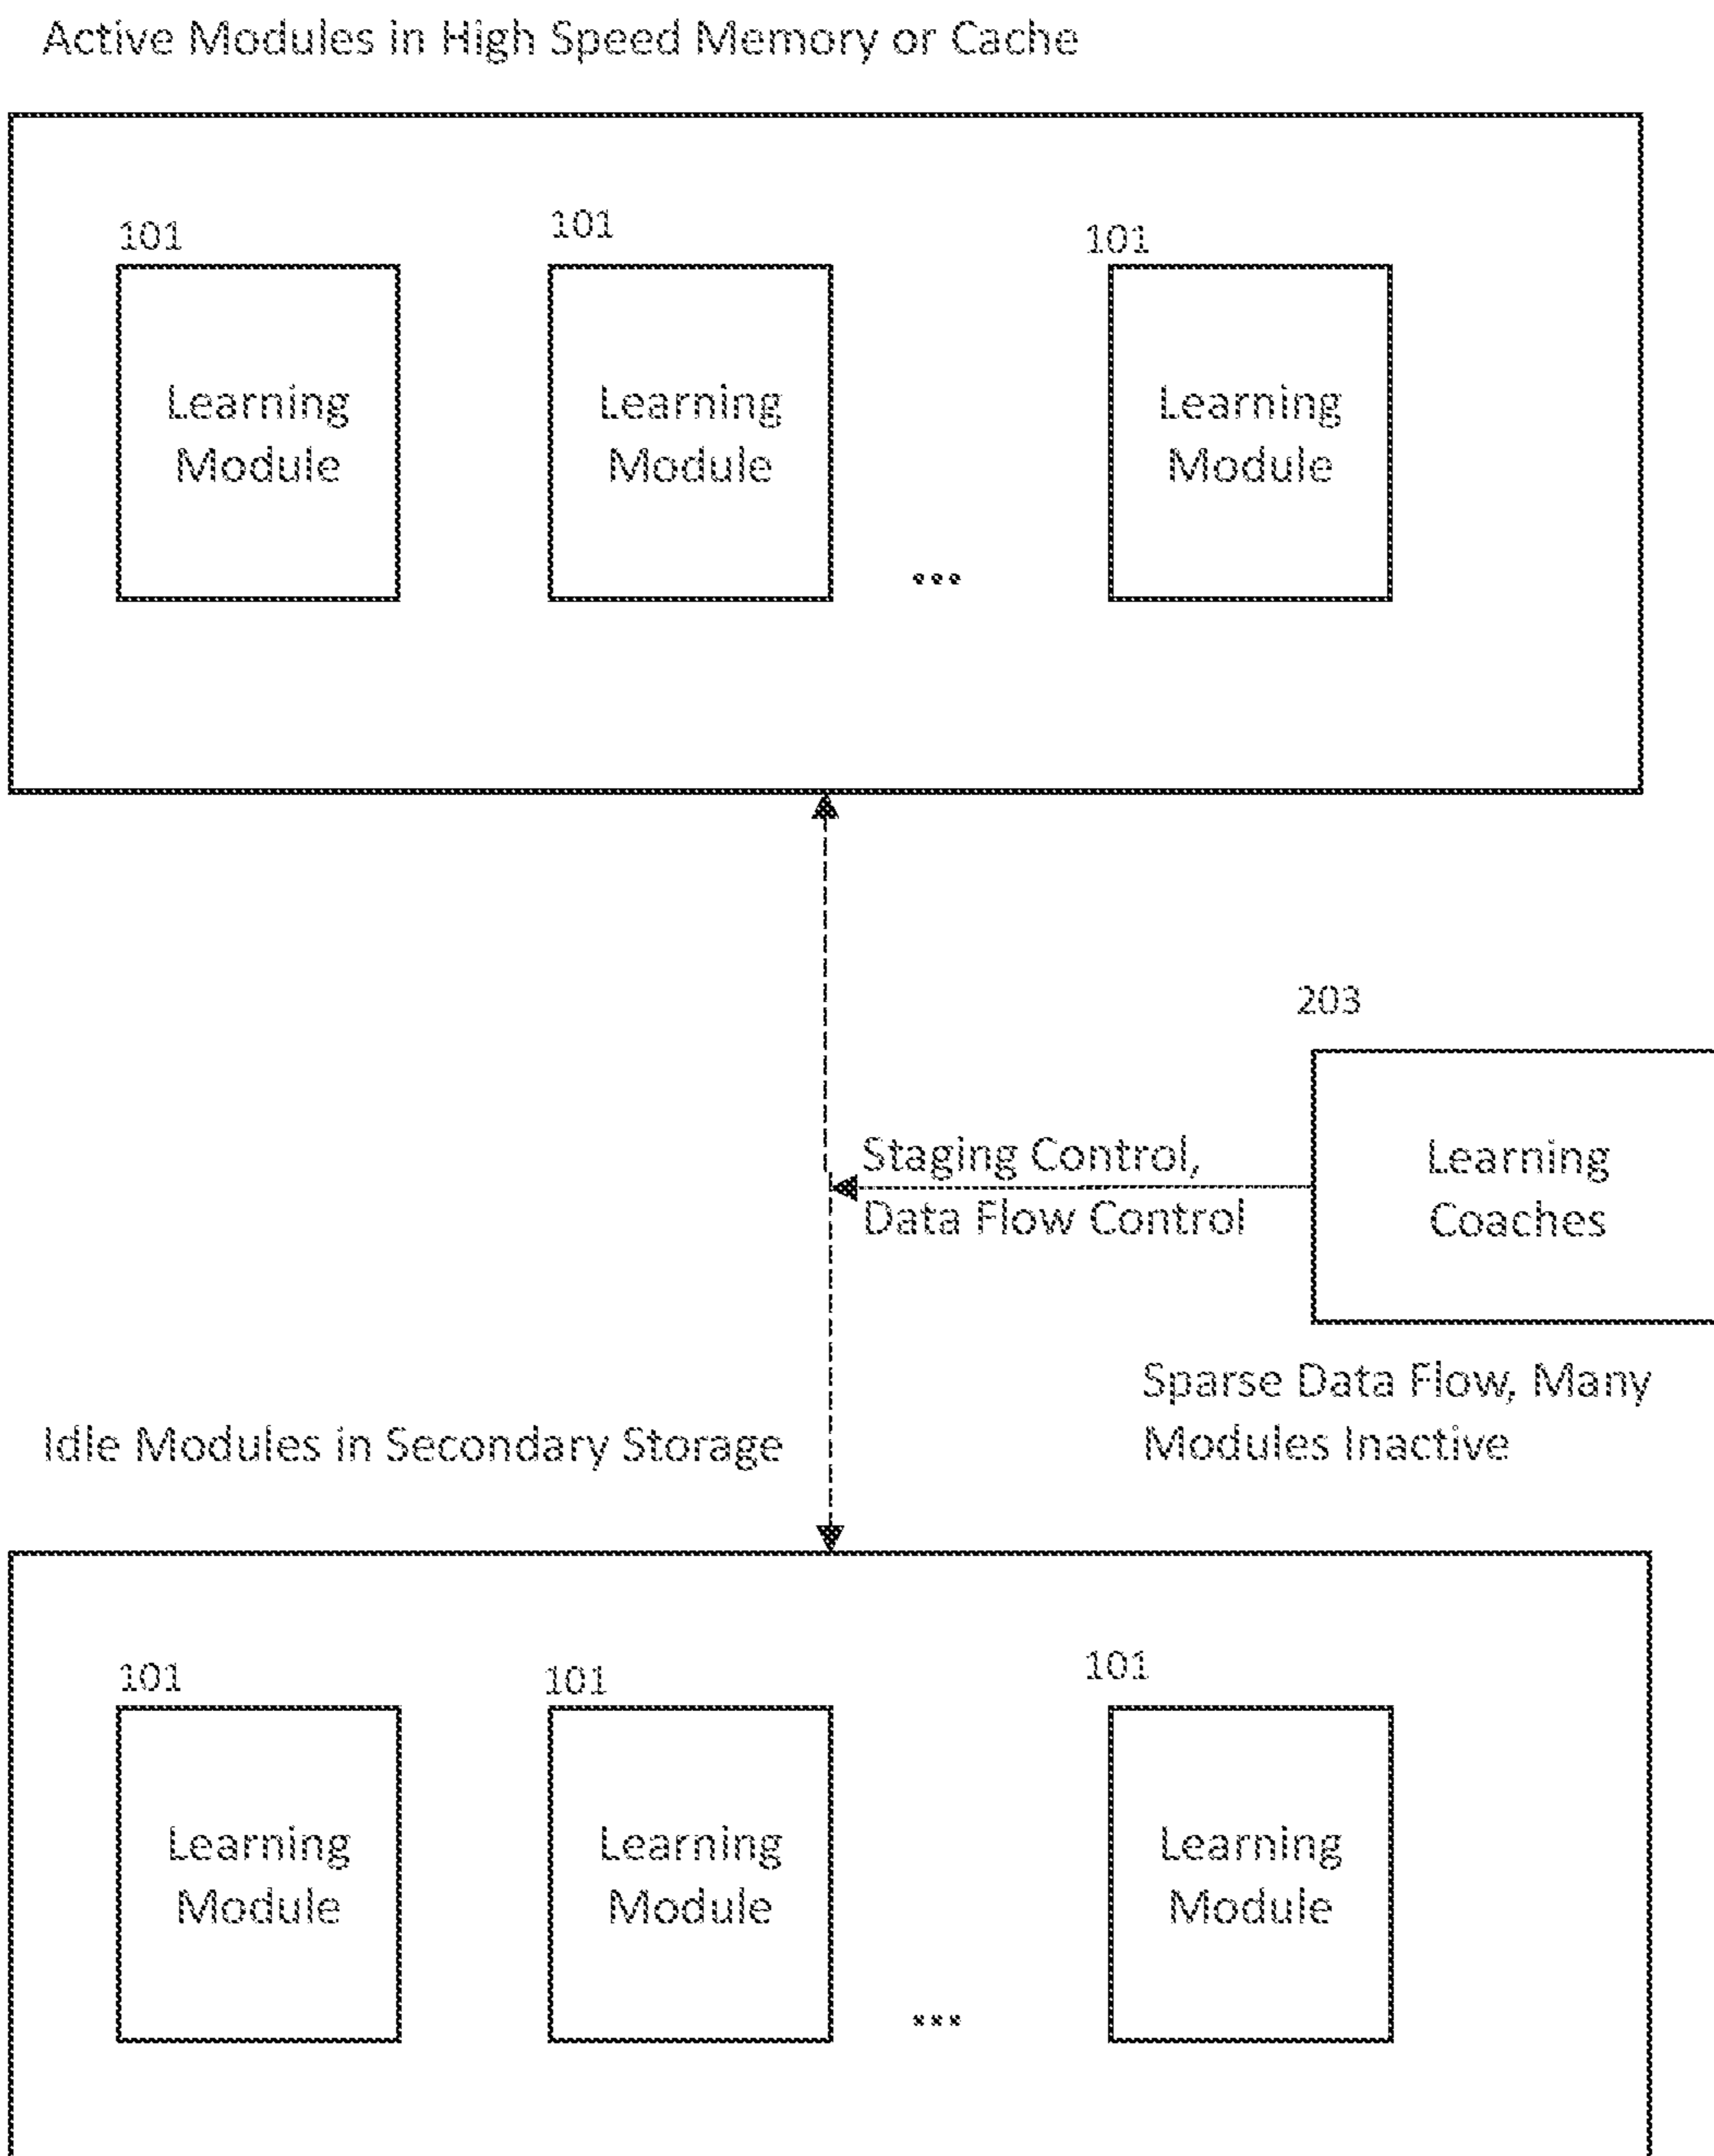 Active Modules in High Speed Memory or Cache
101
101
101
Learning
Module
Learning
Module
Learning
Module
...
203
Staging Control,
Data Flow Control
Learning
Coaches
Sparse Data Flow, Many
Modules Inactive
Idle Modules in Secondary Storage
101
101
101
Learning
Module
Learning
Module
Learning
Module
...